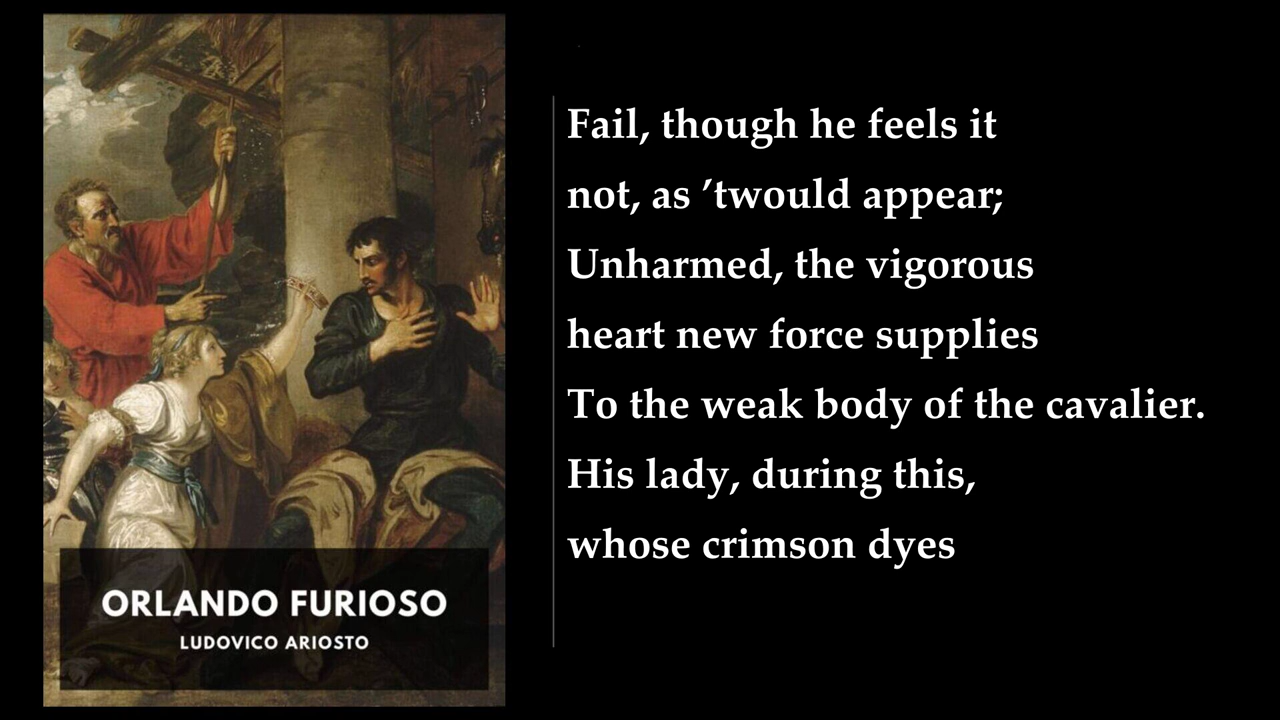 ORLANDO FURIOSO
LUDOVICO ARIOSTO
Fail, though he feels it
not, as ’twould appear;
Unharmed, the vigorous
heart new force supplies
To the weak body of the cavalier.
His lady, during this,
whose crimson dyes